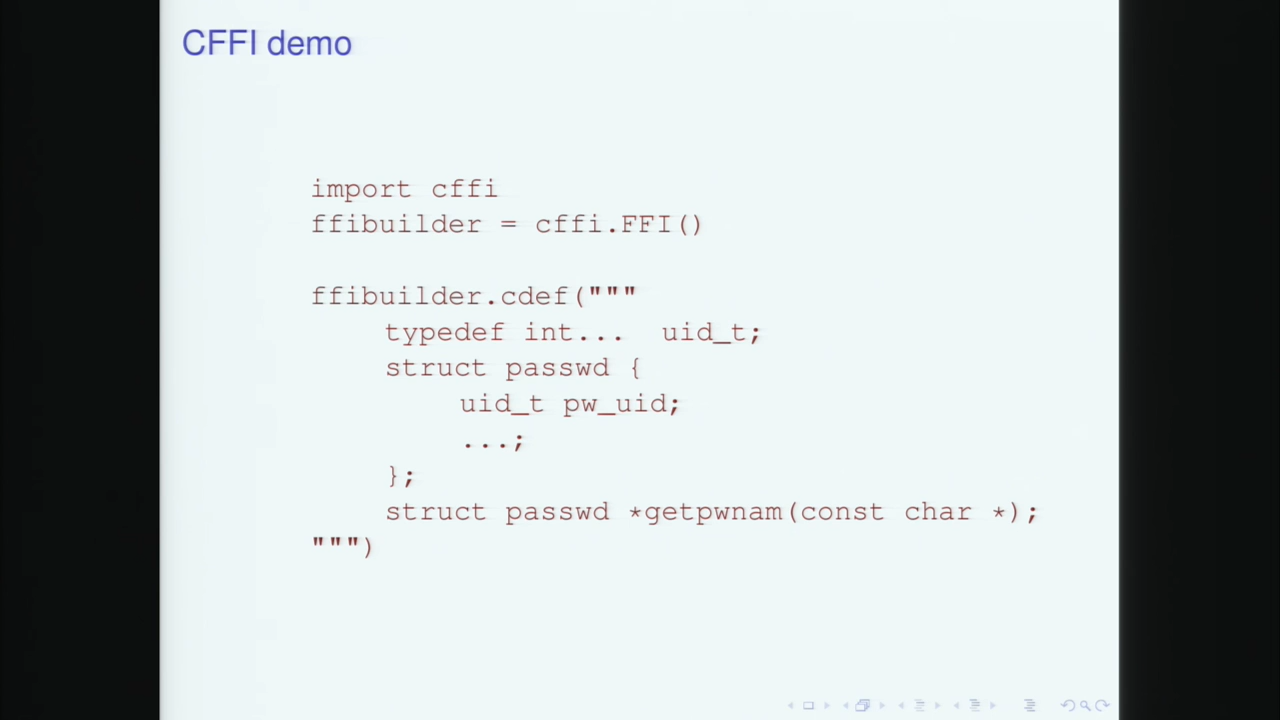 CFFI demo
import cffi
ffibuilder = cffi.FFI()
ffibuilder.cdef("""
typedef int... uid_t;
struct passwd {
uid_t pw_uid;
...;
};
struct passwd *getpwnam(const char *);
""")